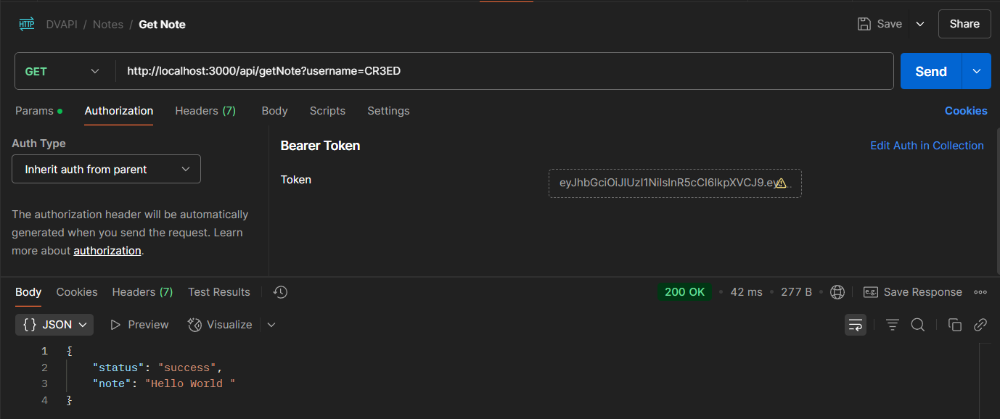 HTTP DVAPI / Notes / Get Note Save Share
GET http://localhost:3000/api/getNote?username=CR3ED Send
Params Authorization Headers (7) Body Scripts Settings Cookies
Auth Type
Inherit auth from parent
The authorization header will be automatically
generated when you send the request. Learn
more about authorization.
Bearer Token Edit Auth in Collection
Token eyJhbGciOiJIUzI1NiIsInR5cCI6IkpXVCJ9.ey...
Body Cookies Headers (7) Test Results 200 OK • 42 ms • 277 B • e.g. Save Response
{} JSON Preview Visualize
1 {
2 "status": "success",
3 "note": "Hello World "
4 }